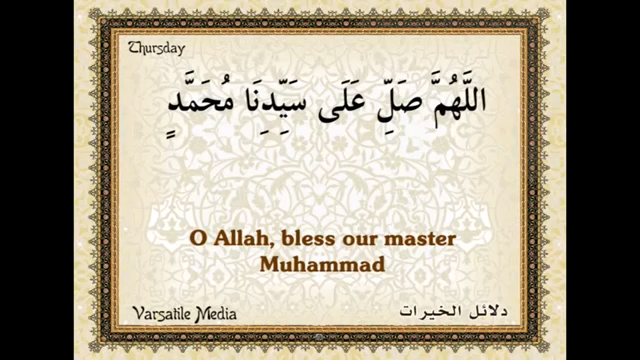 Thursday
اللَّهُمَّ صَلِّ عَلَى سَيِّدِنَا مُحَمَّدٍ
O Allah, bless our master
Muhammad
Varsatile Media
دلائل الخيرات